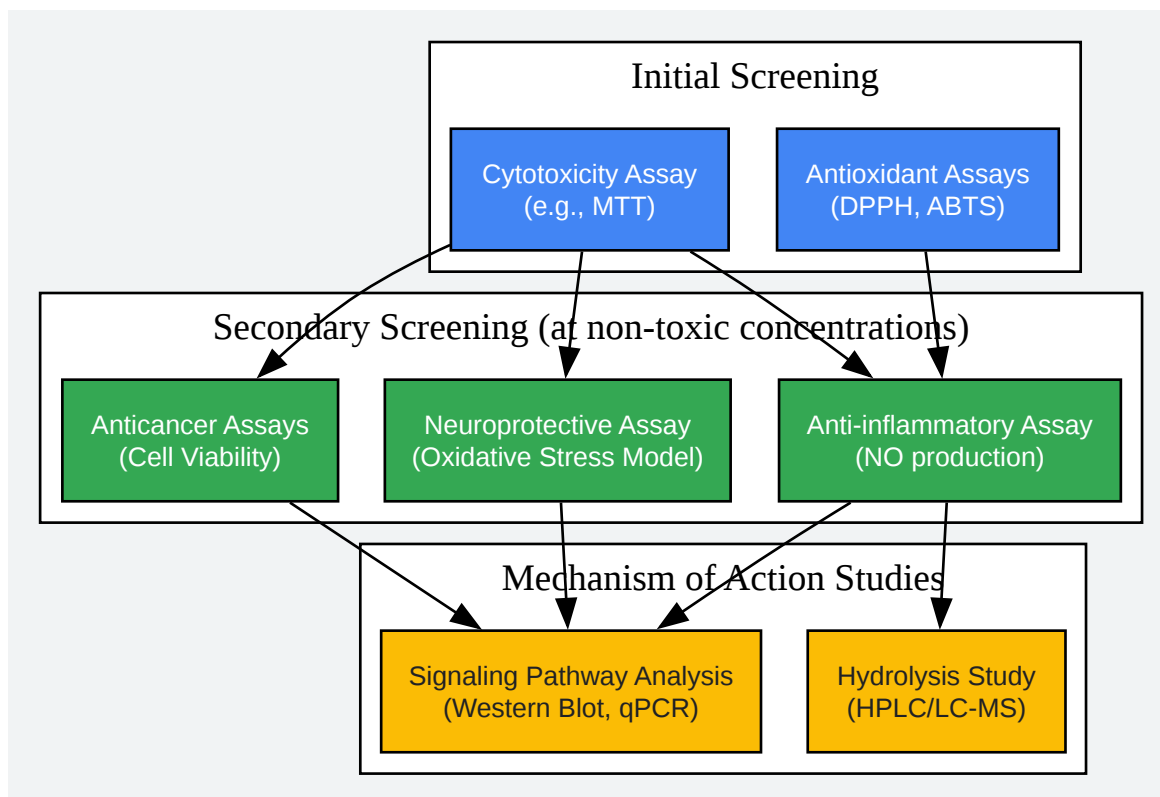 Initial Screening
Cytotoxicity Assay
(e.g., MTT)
Antioxidant Assays
(DPPH, ABTS)
Secondary Screening (at non-toxic concentrations)
Anticancer Assays
(Cell Viability)
Neuroprotective Assay
(Oxidative Stress Model)
Anti-inflammatory Assay
(NO production)
Mechanism of Action Studies
Signaling Pathway Analysis
(Western Blot, qPCR)
Hydrolysis Study
(HPLC/LC-MS)